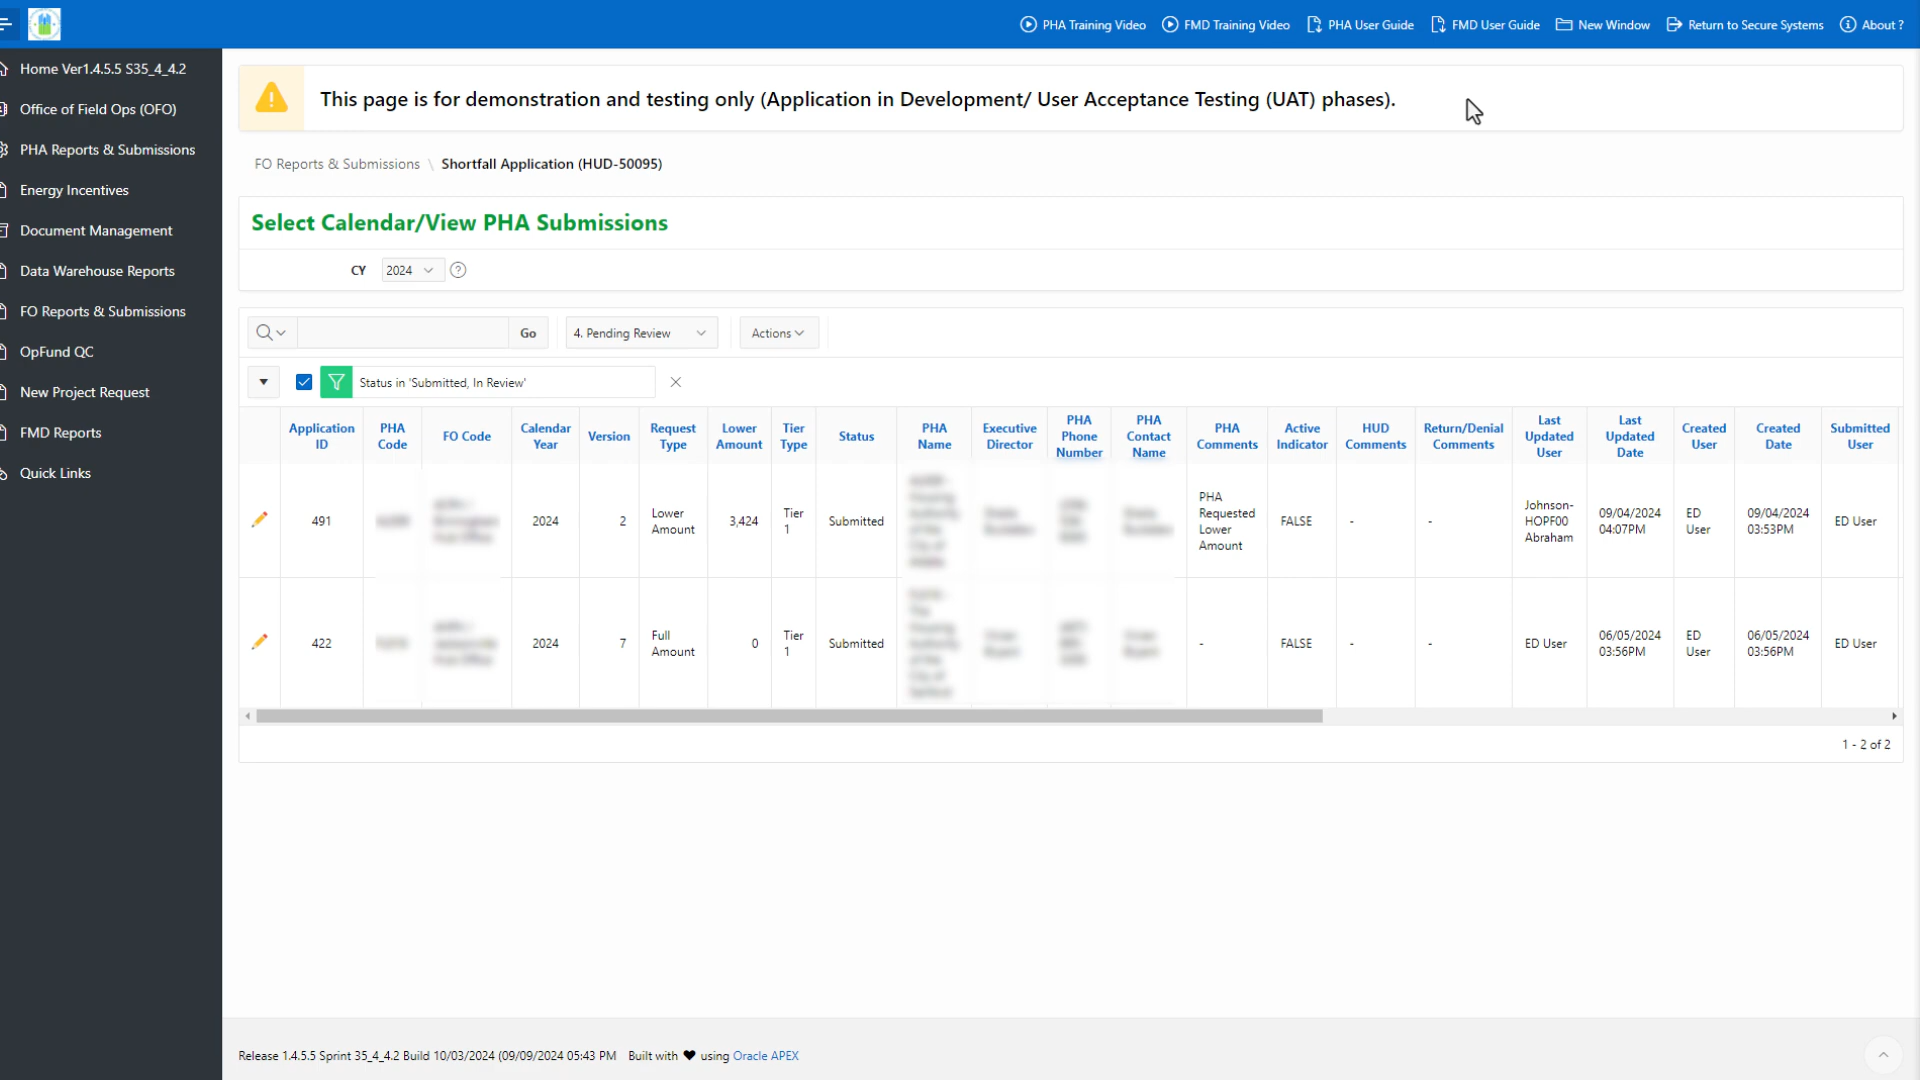 PHA Training Video FMD Training Video PHA User Guide FMD User Guide New Window Return to Secure Systems About ?
Home Ver1.4.5.5 S35_4_4.2
Office of Field Ops (OFO)
PHA Reports & Submissions
Energy Incentives
Document Management
Data Warehouse Reports
FO Reports & Submissions
OpFund QC
New Project Request
FMD Reports
Quick Links
This page is for demonstration and testing only (Application in Development/ User Acceptance Testing (UAT) phases).
FO Reports & Submissions \ Shortfall Application (HUD-50095)
Select Calendar/View PHA Submissions
CY 2024
Go 4. Pending Review Actions
Status in 'Submitted, In Review'
Application ID PHA Code FO Code Calendar Year Version Request Type Lower Amount Tier Type Status PHA Name Executive Director PHA Phone Number PHA Contact Name PHA Comments Active Indicator HUD Comments Return/Denial Comments Last Updated User Last Updated Date Created User Created Date Submitted User
491 2024 2 Lower Amount 3,424 Tier 1 Submitted PHA Requested Lower Amount FALSE - - Johnson-HOPF00 Abraham 09/04/2024 04:07PM ED User 09/04/2024 03:53PM ED User
422 2024 7 Full Amount 0 Tier 1 Submitted - FALSE - - ED User 06/05/2024 03:56PM ED User 06/05/2024 03:56PM ED User
1 - 2 of 2
Release 1.4.5.5 Sprint 35_4_4.2 Build 10/03/2024 (09/09/2024 05:43 PM Built with ♥ using Oracle APEX